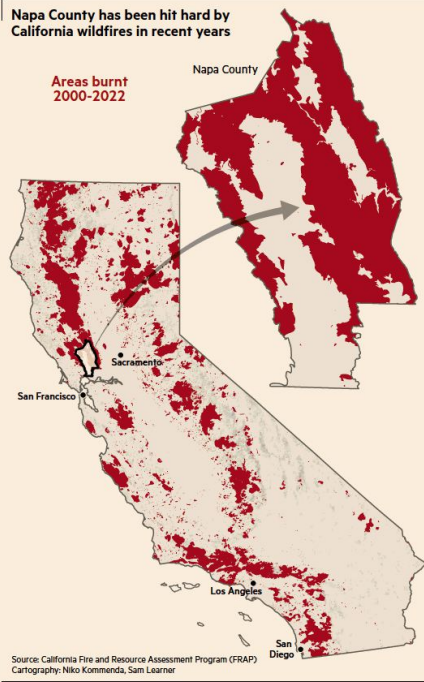 Napa County has been hit hard by
California wildfires in recent years
Napa County
Areas burnt
2000-2022
Sacramento
San Francisco
Los Angeles
San
Diego
Source: California Fire and Resource Assessment Program (FRAP)
Cartography: Niko Kommenda, Sam Learner